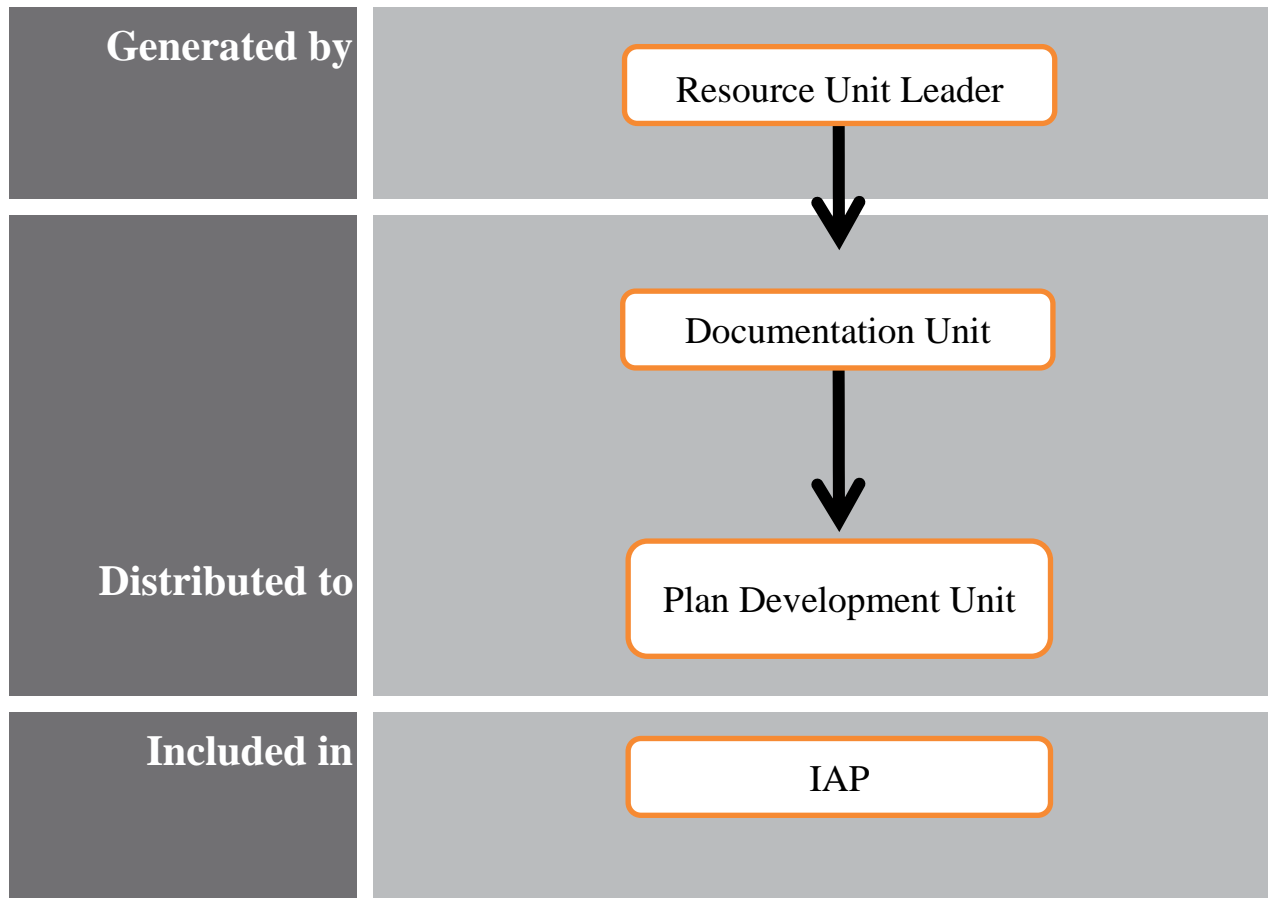 Generated by
Resource Unit Leader
Documentation Unit
Distributed to
Plan Development Unit
Included in
IAP